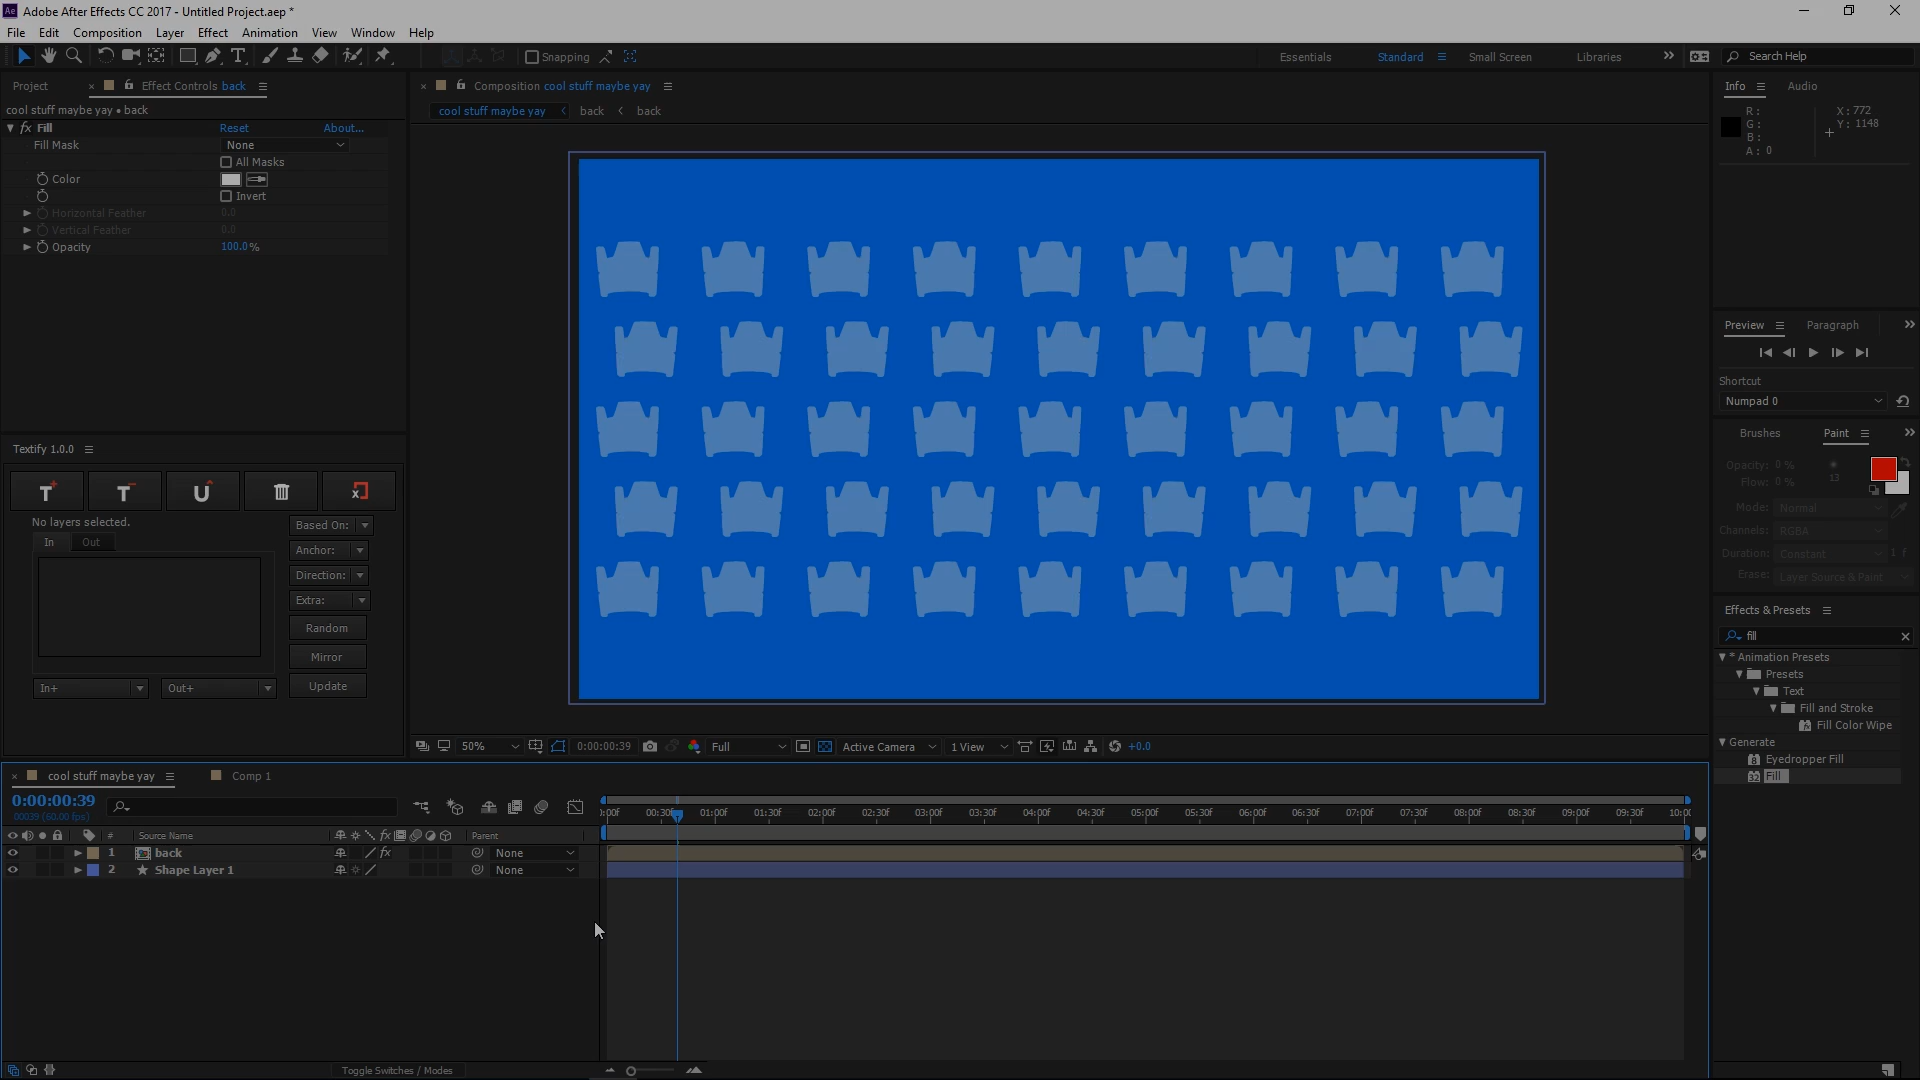 Adobe After Effects CC 2017 - Untitled Project.aep *
File Edit Composition Layer Effect Animation View Window Help
Snapping
Essentials Standard Small Screen Libraries Search Help
Project Effect Controls back
cool stuff maybe yay • back
fx Fill Reset About...
Fill Mask None
All Masks
Color
Invert
Horizontal Feather 0.0
Vertical Feather 0.0
Opacity 100.0%
Textify 1.0.0
T T U x
No layers selected.
In Out
Based On:
Anchor:
Direction:
Extra:
Random
Mirror
Update
In+ Out+
Composition cool stuff maybe yay
cool stuff maybe yay back back
50% 0:00:00:39 Full Active Camera 1 View +0.0
Info Audio
R: X: 772
G: Y: 1148
B:
A: 0
Preview Paragraph
Shortcut
Numpad 0
Brushes Paint
Opacity: 0 %
Flow: 0 % 13
Mode: Normal
Channels: RGBA
Duration: Constant 1 f
Erase: Layer Source & Paint
Effects & Presets
fill
* Animation Presets
Presets
Text
Fill and Stroke
Fill Color Wipe
Generate
8 Eyedropper Fill
32 Fill
cool stuff maybe yay Comp 1
0:00:00:39
00039 (60.00 fps)
:00f 00:30f 01:00f 01:30f 02:00f 02:30f 03:00f 03:30f 04:00f 04:30f 05:00f 05:30f 06:00f 06:30f 07:00f 07:30f 08:00f 08:30f 09:00f 09:30f 10:00
# Source Name fx Parent
1 back fx None
2 Shape Layer 1 None
Toggle Switches / Modes